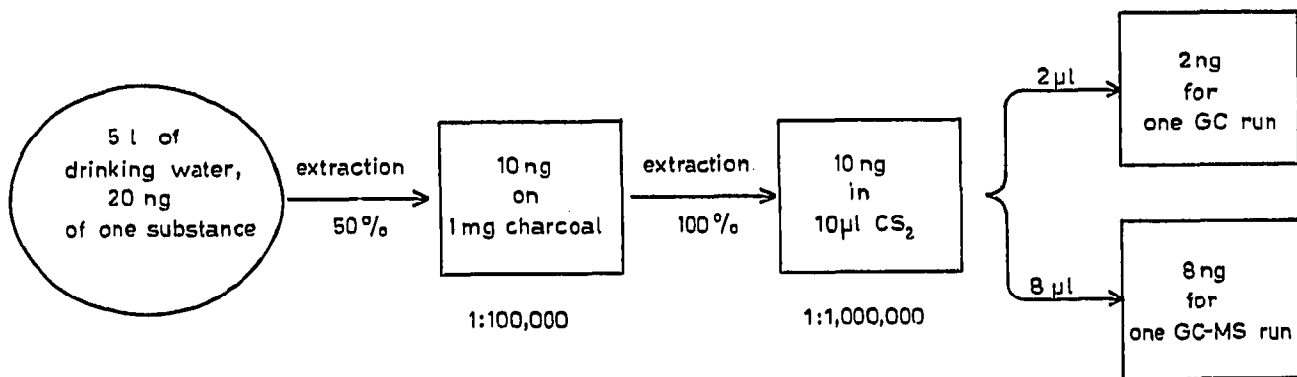 5 l of
drinking water,
20 ng
of one substance
extraction
50%
10 ng
on
1 mg charcoal
1:100,000
extraction
100%
10 ng
in
10 µl CS₂
1:1,000,000
2 µl
2 ng
for
one GC run
8 µl
8 ng
for
one GC-MS run